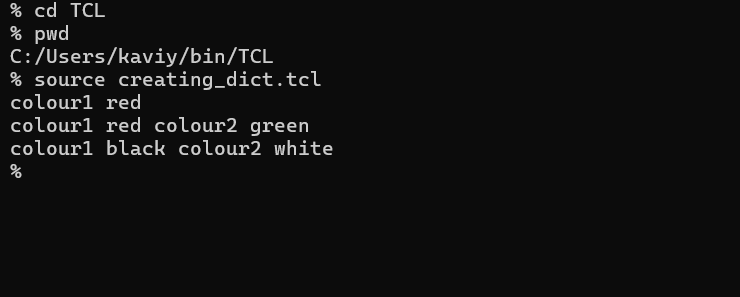 % cd TCL
% pwd
C:/Users/kaviy/bin/TCL
% source creating_dict.tcl
colour1 red
colour1 red colour2 green
colour1 black colour2 white
%